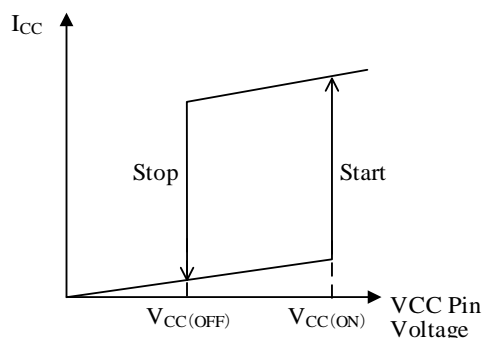 ICC
Stop
Start
VCC(OFF)
VCC(ON)
VCC Pin
Voltage